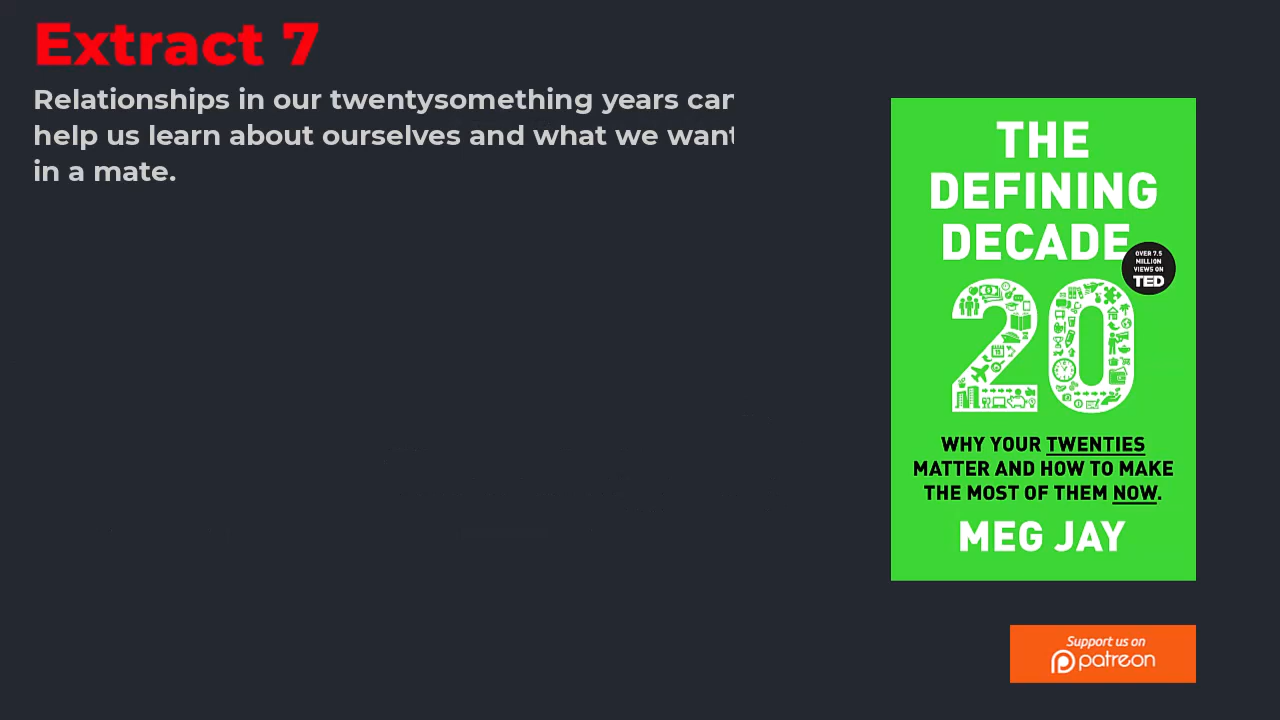 Extract 7
Relationships in our twentysomething years can
help us learn about ourselves and what we want
in a mate.
THE
DEFINING
DECADE
OVER 7.5
MILLION
VIEWS ON
TED
20
WHY YOUR TWENTIES
MATTER AND HOW TO MAKE
THE MOST OF THEM NOW.
MEG JAY
Support us on
patreon